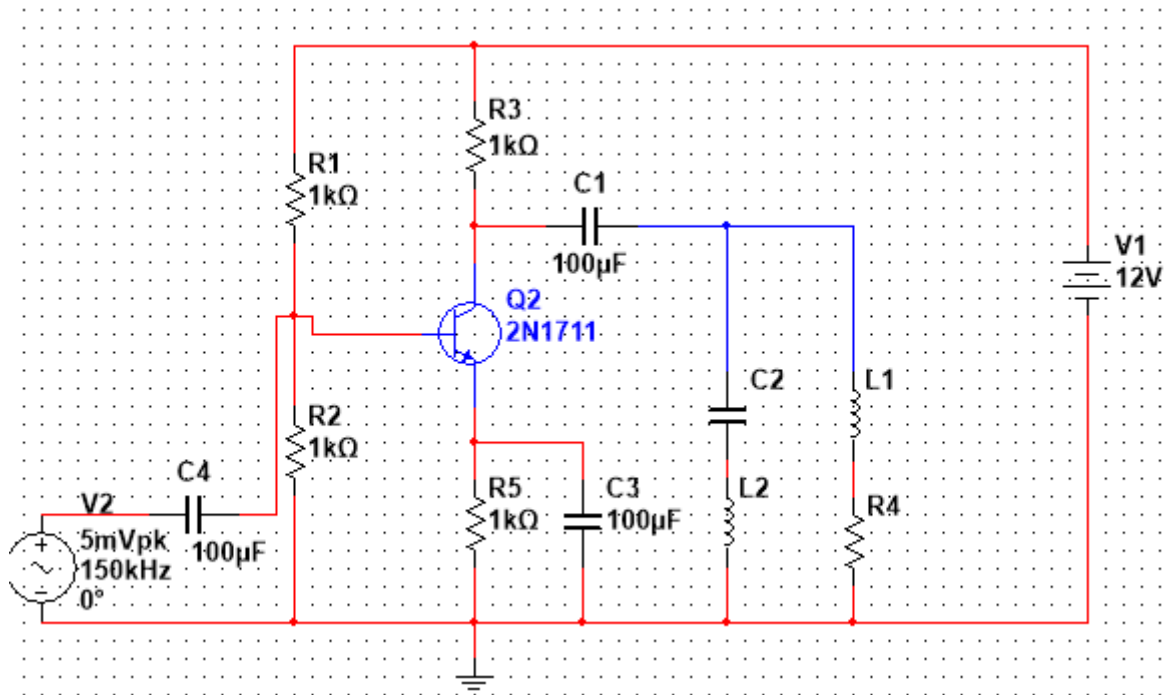 R3
1kΩ
R1
1kΩ
C1
100µF
V1
12V
Q2
2N1711
C2
L1
R2
1kΩ
C4
100µF
V2
5mVpk
150kHz
0°
R5
1kΩ
C3
100µF
L2
R4